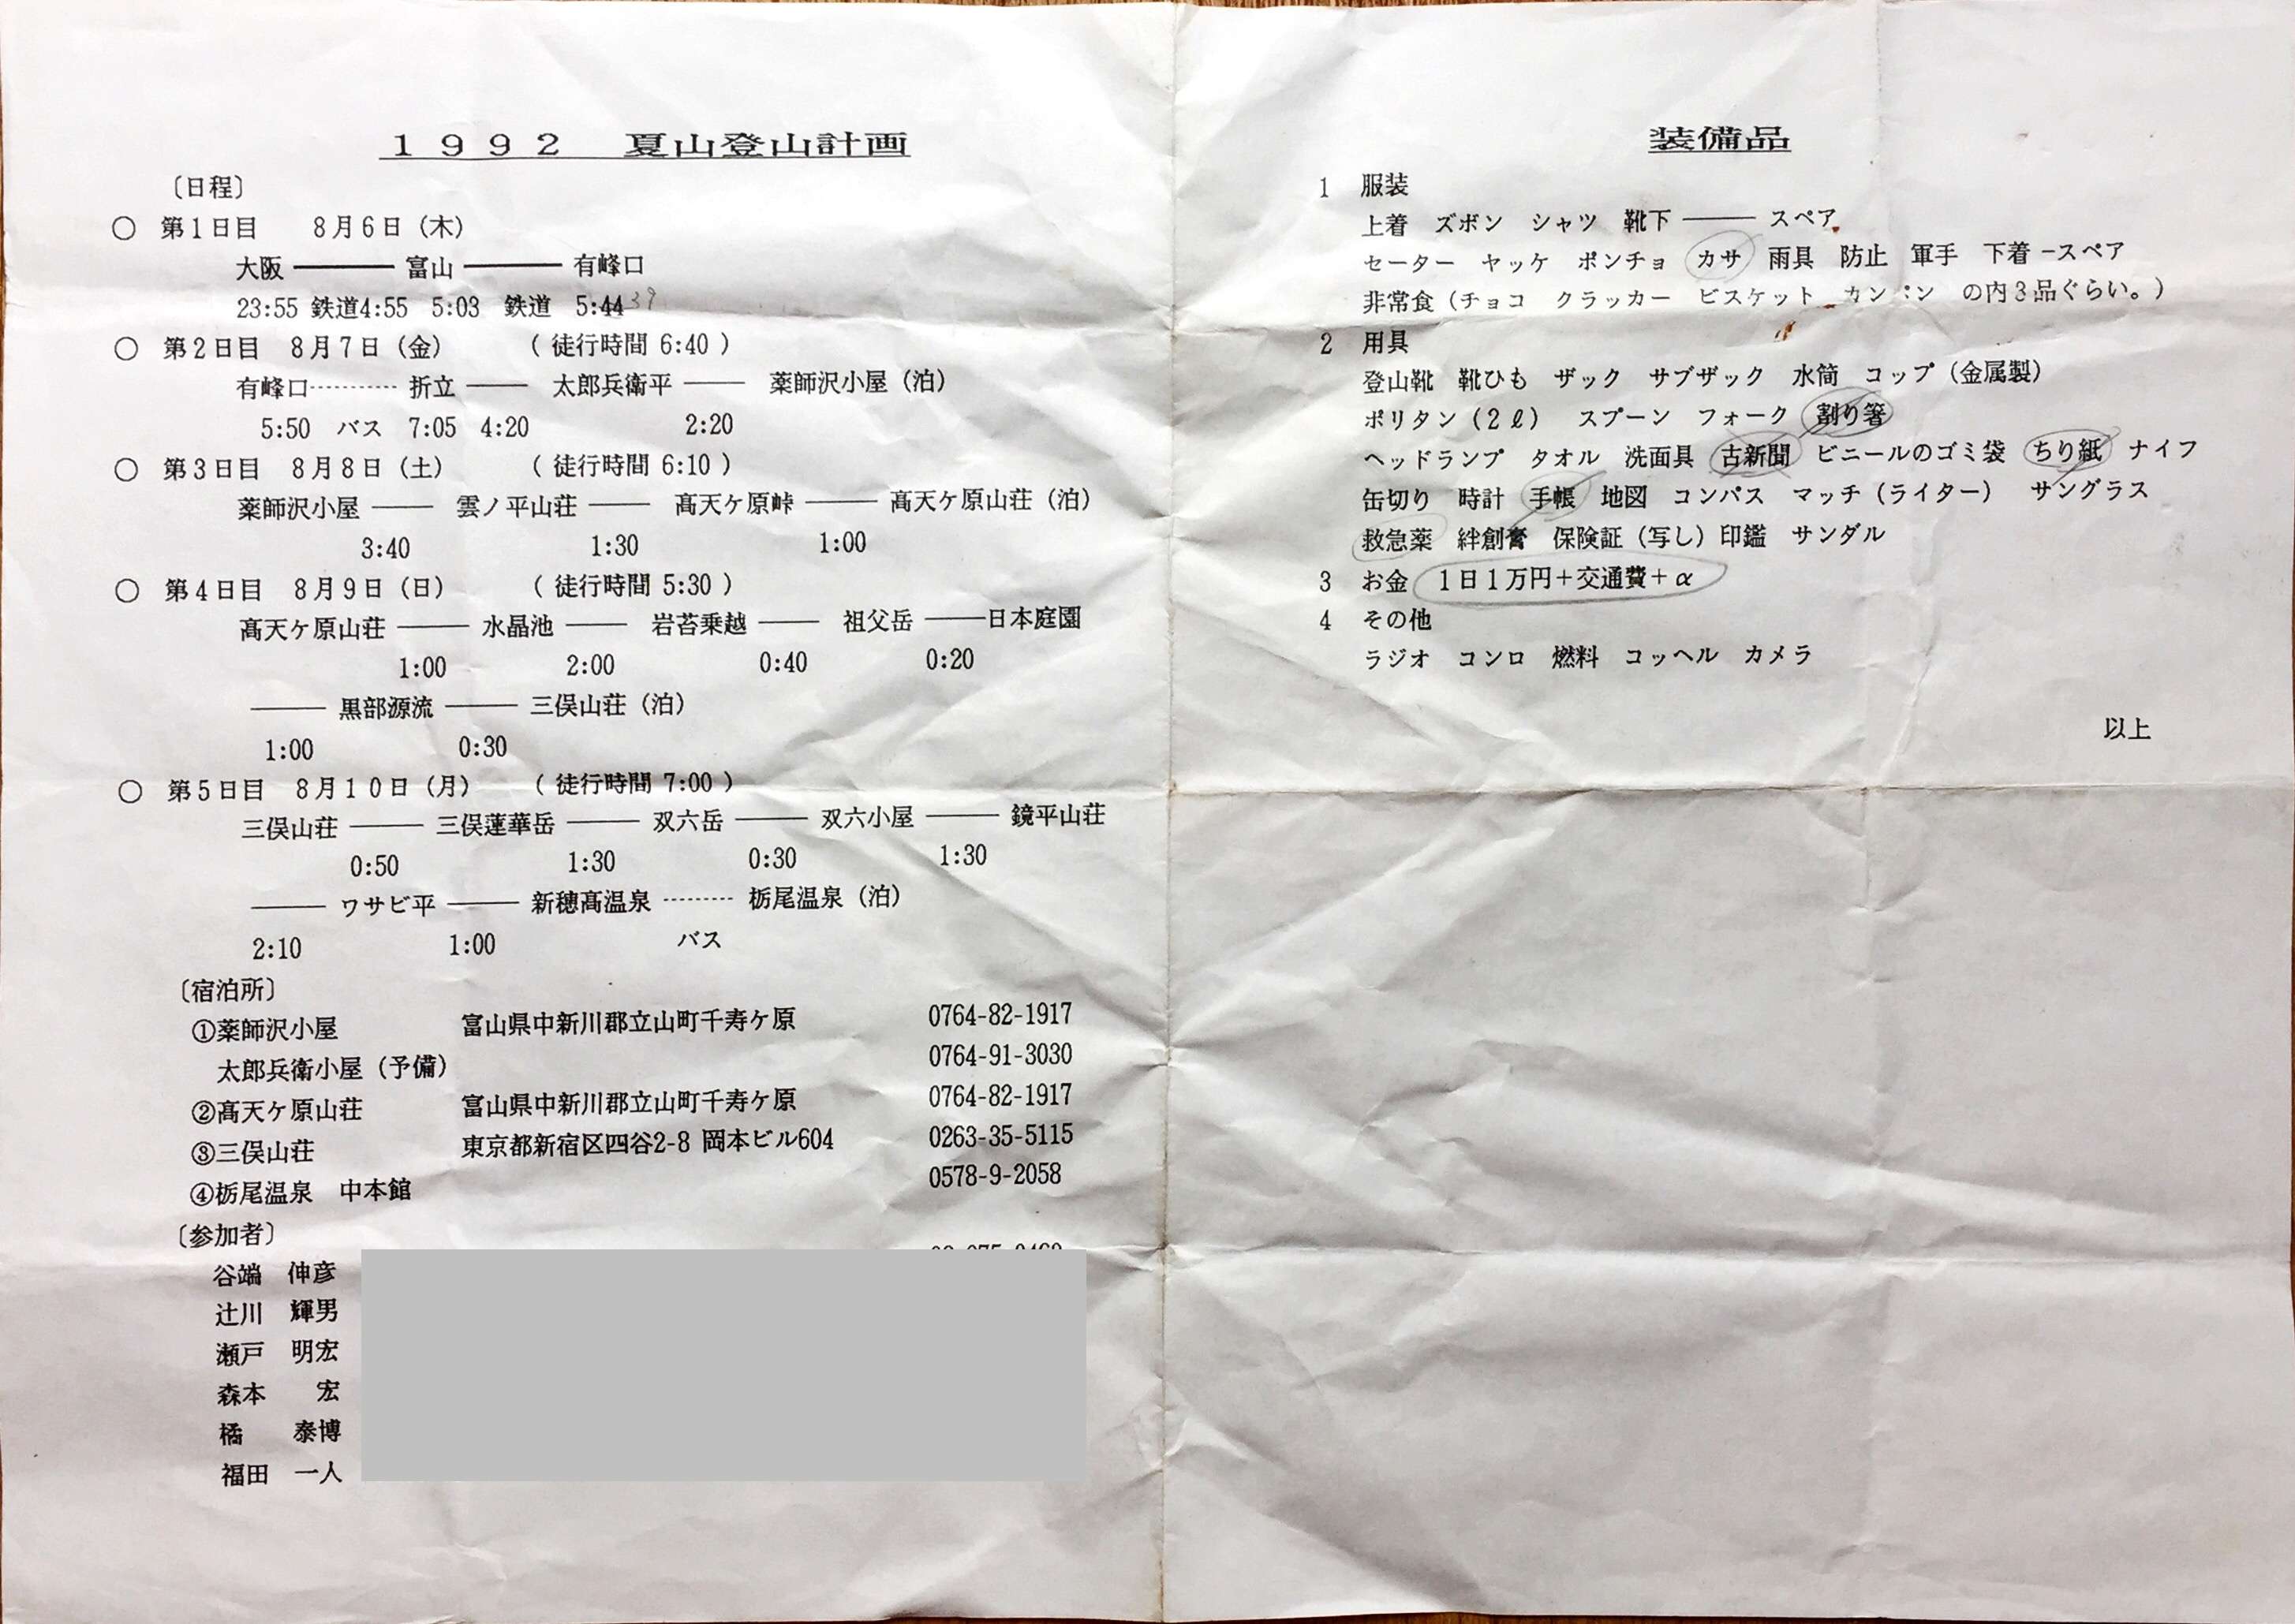 １９９２　夏山登山計画
〔日程〕
○ 第１日目　８月６日（木）
大阪 ─── 富山 ─── 有峰口
23:55 鉄道4:55 5:03 鉄道 5:44 39
○ 第２日目 ８月７日（金）　（ 徒行時間 6:40 ）
有峰口----------- 折立 ─── 太郎兵衛平 ─── 薬師沢小屋（泊）
5:50 バス 7:05 4:20 2:20
○ 第３日目 ８月８日（土）　（ 徒行時間 6:10 ）
薬師沢小屋 ─── 雲ノ平山荘 ─── 髙天ケ原峠 ─── 髙天ケ原山荘（泊）
3:40 1:30 1:00
○ 第４日目 ８月９日（日）　（ 徒行時間 5:30 ）
髙天ケ原山荘 ─── 水晶池 ─── 岩苔乗越 ─── 祖父岳 ───日本庭園
1:00 2:00 0:40 0:20
─── 黒部源流 ─── 三俣山荘（泊）
1:00 0:30
○ 第５日目 ８月１０日（月）　（ 徒行時間 7:00 ）
三俣山荘 ─── 三俣蓮華岳 ─── 双六岳 ─── 双六小屋 ─── 鏡平山荘
0:50 1:30 0:30 1:30
─── ワサビ平 ─── 新穂髙温泉 --------- 栃尾温泉（泊）
2:10 1:00 バス
〔宿泊所〕
①薬師沢小屋　富山県中新川郡立山町千寿ケ原　0764-82-1917
太郎兵衛小屋（予備）　0764-91-3030
②髙天ケ原山荘　富山県中新川郡立山町千寿ケ原　0764-82-1917
③三俣山荘　東京都新宿区四谷2-8 岡本ビル604　0263-35-5115
④栃尾温泉　中本館　0578-9-2058
〔参加者〕
谷端　伸彦
辻川　輝男
瀬戸　明宏
森本　宏
橘　泰博
福田　一人
装備品
1　服装
上着　ズボン　シャツ　靴下 ─── スペア
セーター　ヤッケ　ポンチョ　カサ　雨具　防止　軍手　下着 －スペア
非常食（チョコ　クラッカー　ビスケット　カンパン　の内３品ぐらい。）
2　用具
登山靴　靴ひも　ザック　サブザック　水筒　コップ（金属製）
ポリタン（２ℓ）　スプーン　フォーク　割り箸
ヘッドランプ　タオル　洗面具　古新聞　ビニールのゴミ袋　ちり紙　ナイフ
缶切り　時計　手帳　地図　コンパス　マッチ（ライター）　サングラス
救急薬　絆創膏　保険証（写し）印鑑　サンダル
3　お金　１日１万円＋交通費＋α
4　その他
ラジオ　コンロ　燃料　コッヘル　カメラ
以上